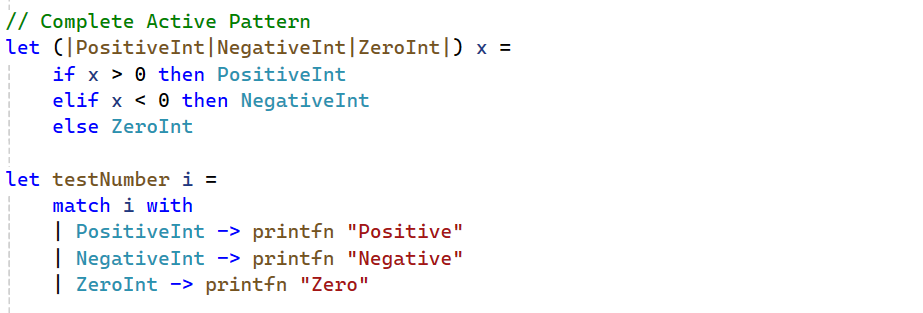 // Complete Active Pattern
let (|PositiveInt|NegativeInt|ZeroInt|) x =
    if x > 0 then PositiveInt
    elif x < 0 then NegativeInt
    else ZeroInt

let testNumber i =
    match i with
    | PositiveInt -> printfn "Positive"
    | NegativeInt -> printfn "Negative"
    | ZeroInt -> printfn "Zero"